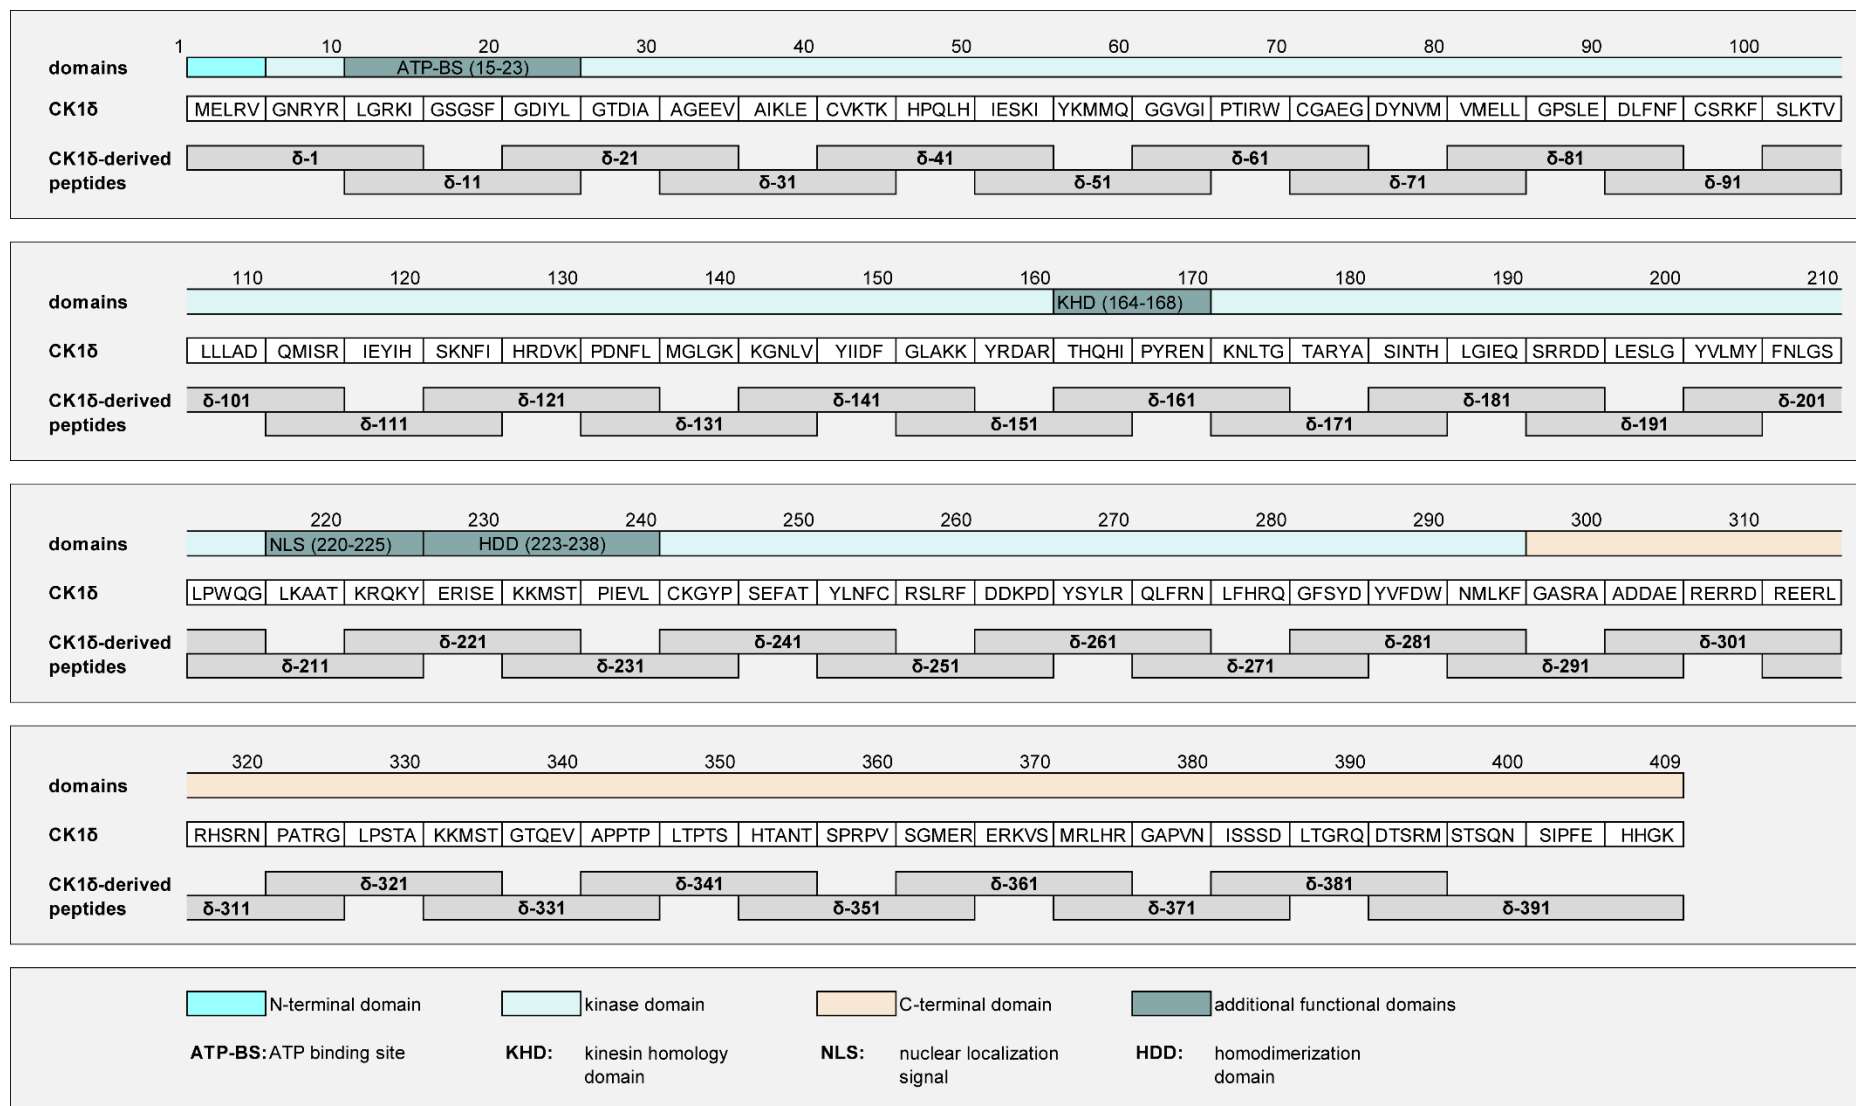 1 10 20 30 40 50 60 70 80 90 100
domains ATP-BS (15-23)
CK1δ MELRV GNRYR LGRKI GSGSF GDIYL GTDIA AGEEV AIKLE CVKTK HPQLH IESKI YKMMQ GGVGI PTIRW CGAEG DYNVM VMELL GPSLE DLFNF CSRKF SLKTV
CK1δ-derived δ-1 δ-21 δ-41 δ-61 δ-81
peptides δ-11 δ-31 δ-51 δ-71 δ-91
110 120 130 140 150 160 170 180 190 200 210
domains KHD (164-168)
CK1δ LLLAD QMISR IEYIH SKNFI HRDVK PDNFL MGLGK KGNLV YIIDF GLAKK YRDAR THQHI PYREN KNLTG TARYA SINTH LGIEQ SRRDD LESLG YVLMY FNLGS
CK1δ-derived δ-101 δ-121 δ-141 δ-161 δ-181 δ-201
peptides δ-111 δ-131 δ-151 δ-171 δ-191
220 230 240 250 260 270 280 290 300 310
domains NLS (220-225) HDD (223-238)
CK1δ LPWQG LKAAT KRQKY ERISE KKMST PIEVL CKGYP SEFAT YLNFC RSLRF DDKPD YSYLR QLFRN LFHRQ GFSYD YVFDW NMLKF GASRA ADDAE RERRD REERL
CK1δ-derived δ-221 δ-241 δ-261 δ-281 δ-301
peptides δ-211 δ-231 δ-251 δ-271 δ-291
320 330 340 350 360 370 380 390 400 409
domains
CK1δ RHSRN PATRG LPSTA KKMST GTQEV APPTP LTPTS HTANT SPRPV SGMER ERKVS MRLHR GAPVN ISSSD LTGRQ DTSRM STSQN SIPFE HHGK
CK1δ-derived δ-321 δ-341 δ-361 δ-381
peptides δ-311 δ-331 δ-351 δ-371 δ-391
N-terminal domain kinase domain C-terminal domain additional functional domains
ATP-BS: ATP binding site KHD: kinesin homology NLS: nuclear localization HDD: homodimerization
domain signal domain